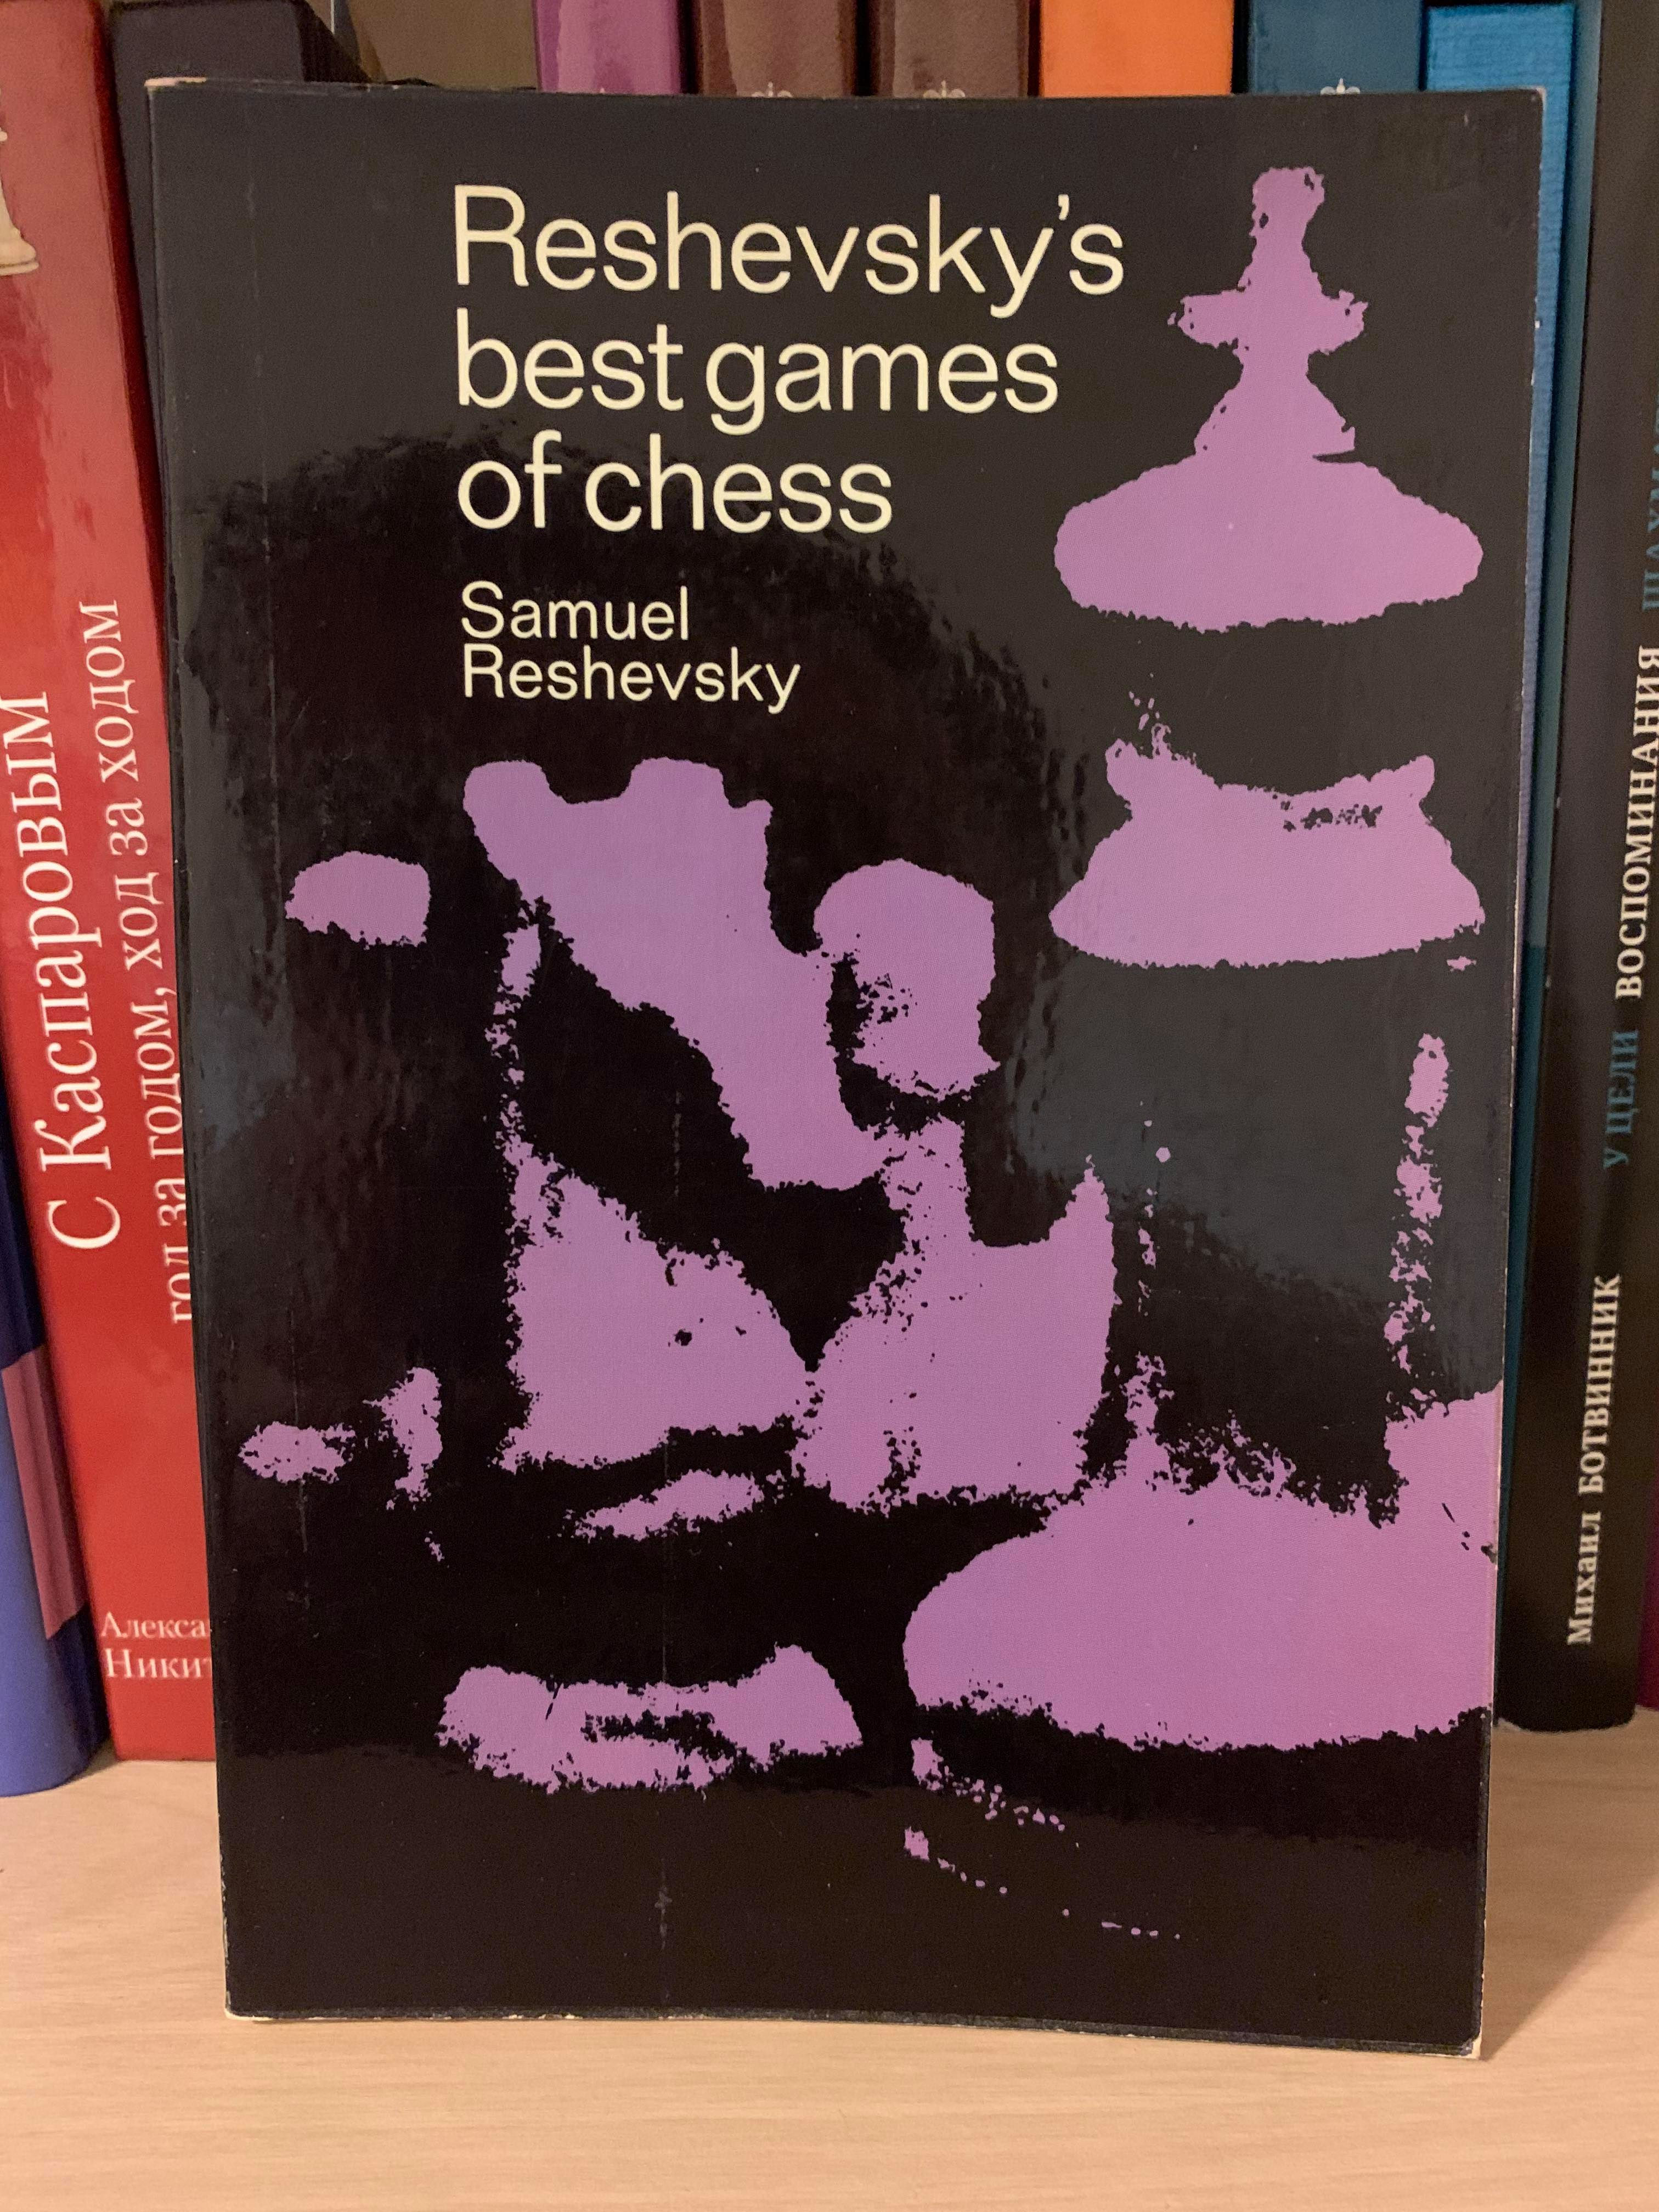 Reshevsky's
best games
of chess
Samuel
Reshevsky
С Каспаровым
год за годом, ход за ходом
Михаил БОТВИННИК У ЦЕЛИ ВОСПОМИНАНИЯ